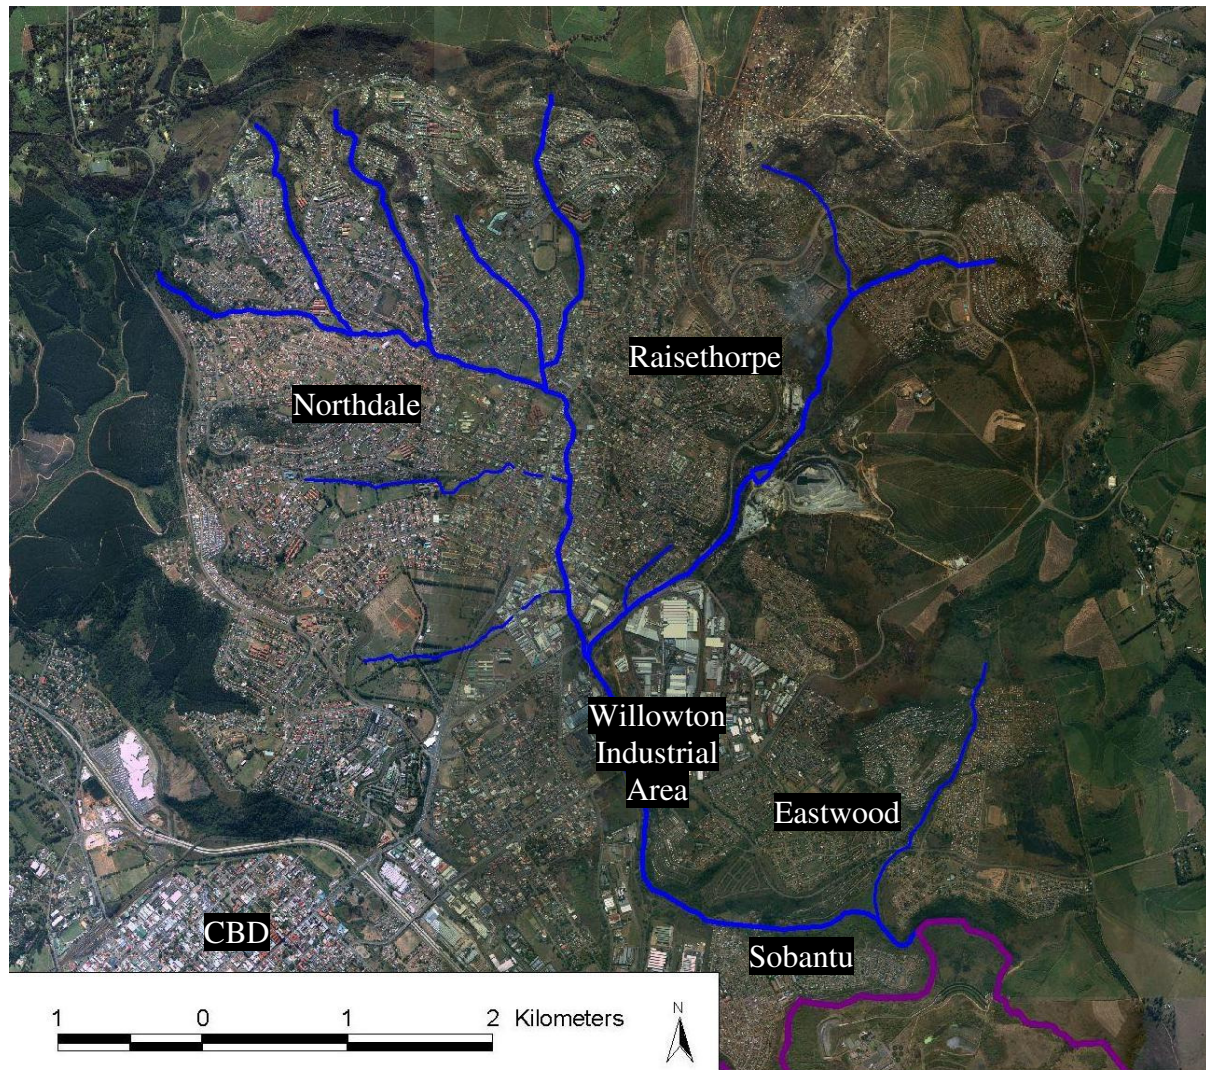 Raisethorpe
Northdale
Willowton
Industrial
Area
Eastwood
CBD
Sobantu
1 0 1 2 Kilometers
N